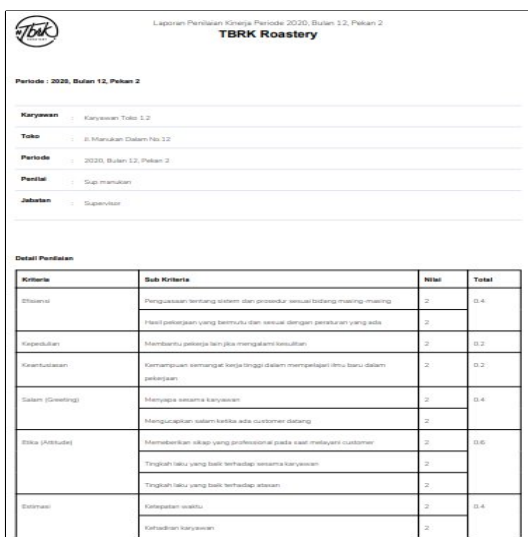 TBRK
Laporan Penilaian Kinerja Periode 2020, Bulan 12, Pekan 2
TBRK Roastery
Periode : 2020, Bulan 12, Pekan 2
Karyawan : Karyawan Toko 1.2
Toko : Jl. Manukan Dalam No.12
Periode : 2020, Bulan 12, Pekan 2
Penilai : Sup manukan
Jabatan : Supervisor
Detail Penilaian
Kriteria Sub Kriteria Nilai Total
Efisiensi Penguasaan tentang sistem dan prosedur sesuai bidang masing-masing 2 0.4
Hasil pekerjaan yang bermutu dan sesuai dengan peraturan yang ada 2
Kepedulian Membantu pekerja lain jika mengalami kesulitan 2 0.2
Keantusiasan Kemampuan semangat kerja tinggi dalam mempelajari ilmu baru dalam 2 0.2
pekerjaan
Salam (Greeting) Menyapa sesama karyawan 2 0.4
Mengucapkan salam ketika ada customer datang 2
Etika (Attitude) Memeberikan sikap yang professional pada saat melayani customer 2 0.6
Tingkah laku yang baik terhadap sesama karyawan 2
Tingkah laku yang baik terhadap atasan 2
Estimasi Ketepatan waktu 2 0.4
Kehadiran karyawan 2